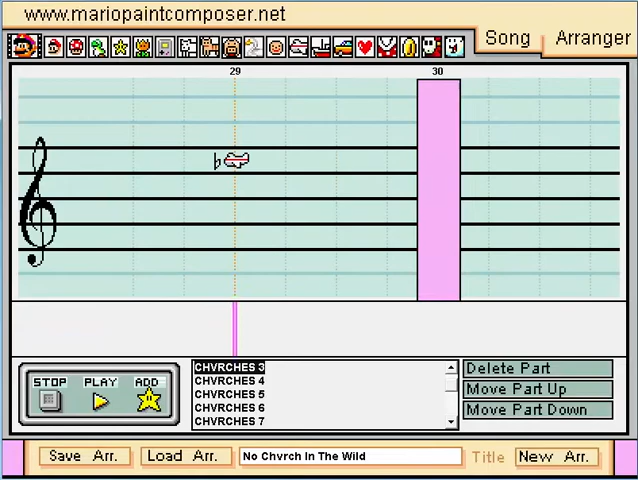 www.mariopaintcomposer.net
Song Arranger
29 30
STOP PLAY ADD
CHVRCHES 3
CHVRCHES 4
CHVRCHES 5
CHVRCHES 6
CHVRCHES 7
Delete Part
Move Part Up
Move Part Down
Save Arr. Load Arr. No Chvrch In The Wild Title New Arr.